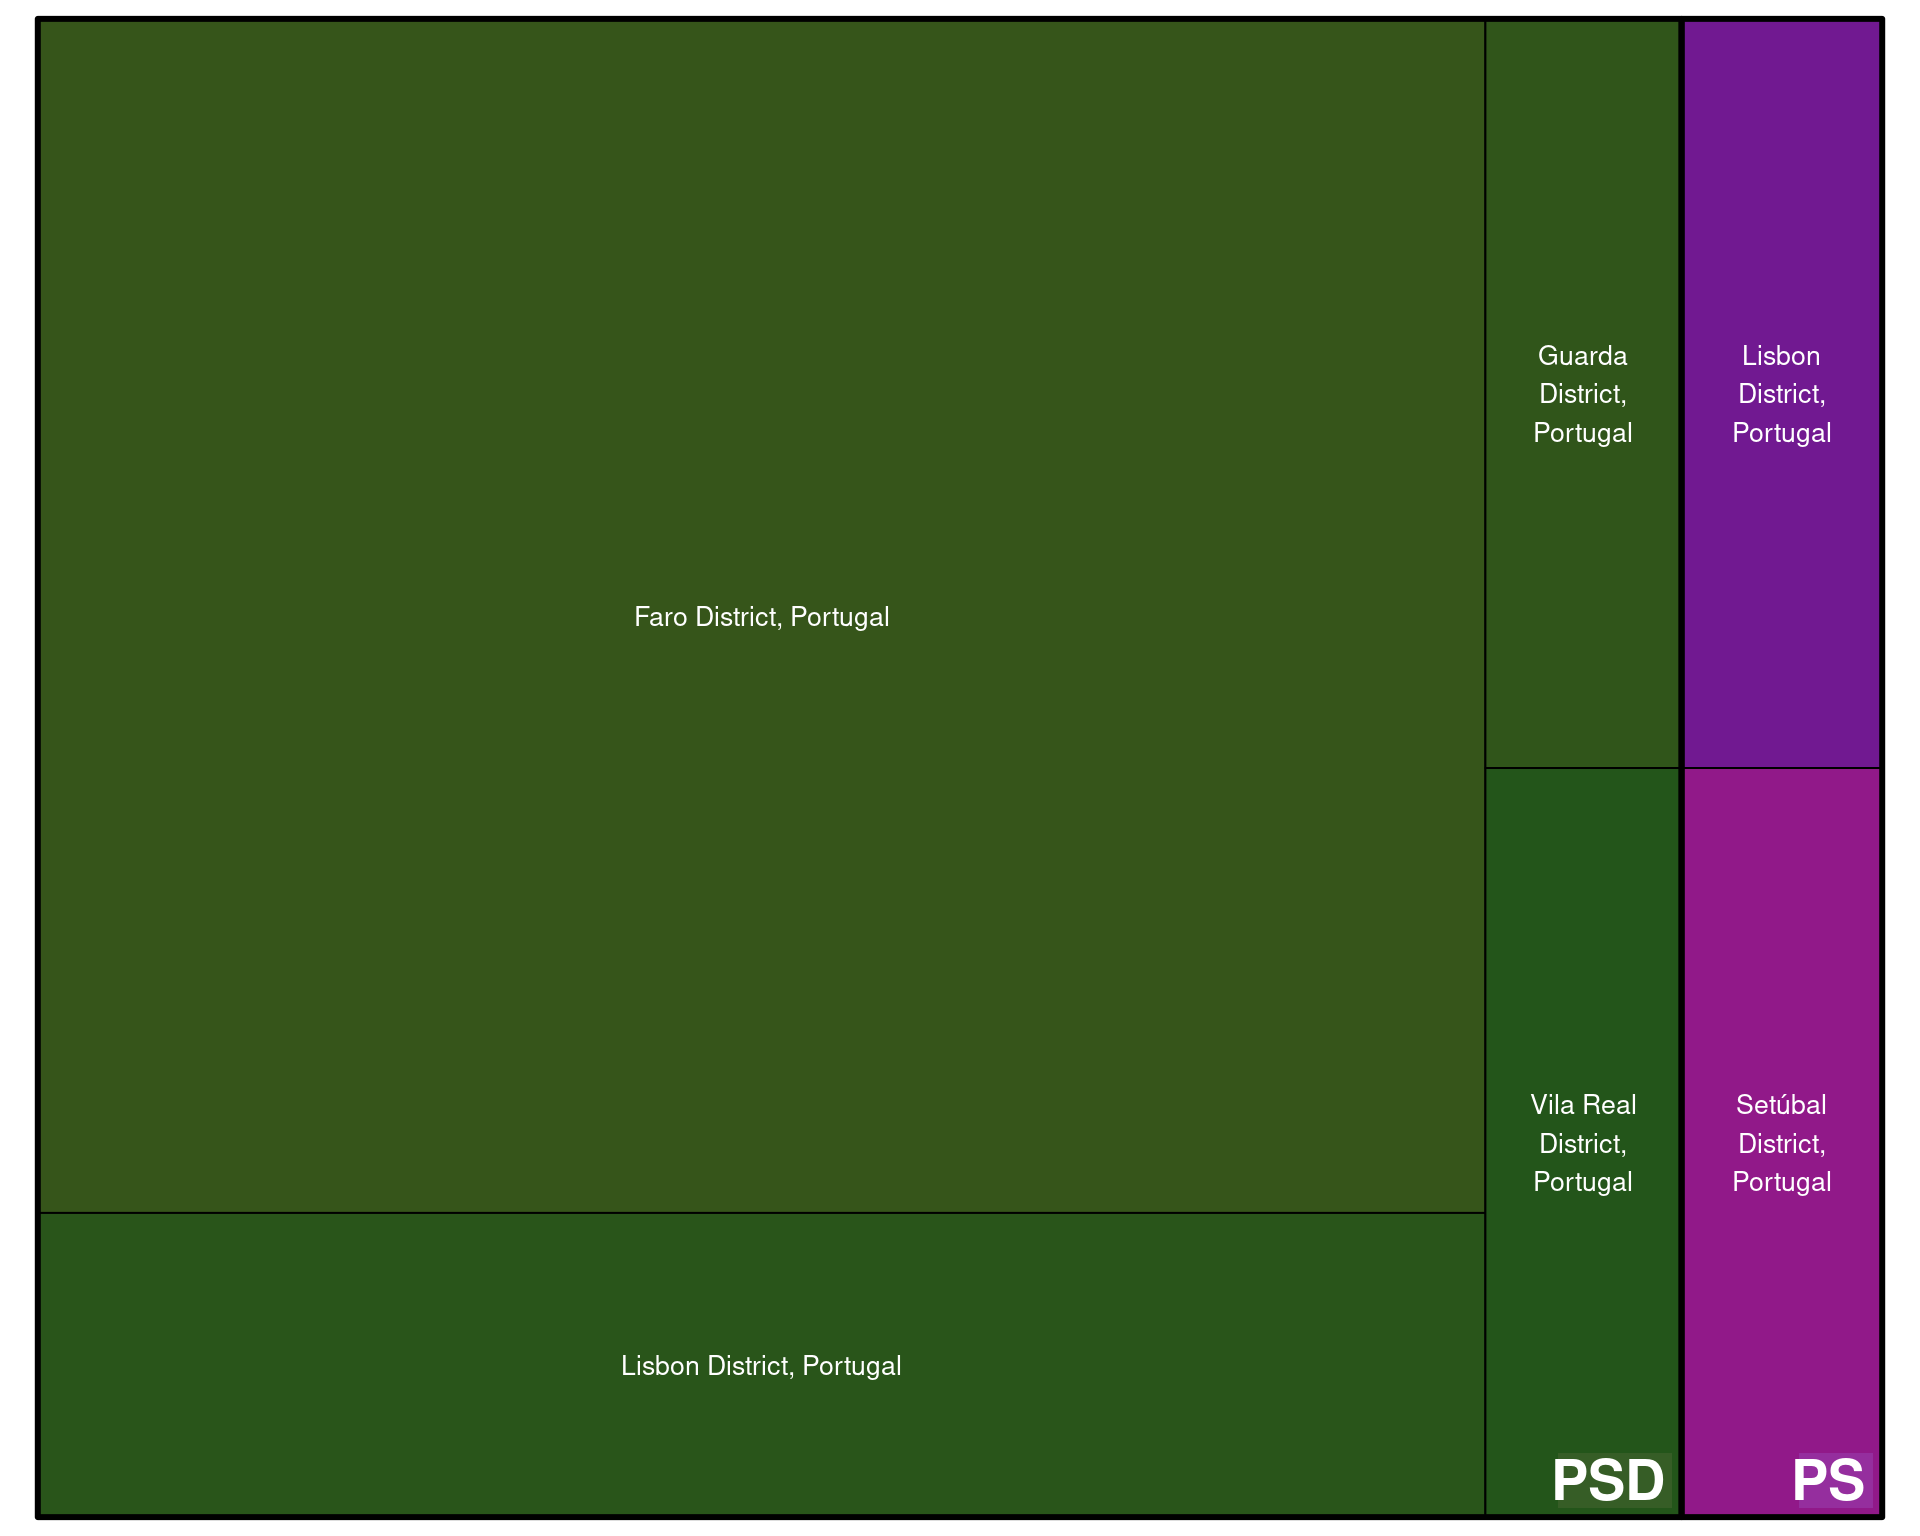 Faro District, Portugal
Lisbon District, Portugal
Guarda
District,
Portugal
Vila Real
District,
Portugal
PSD
Lisbon
District,
Portugal
Setúbal
District,
Portugal
PS